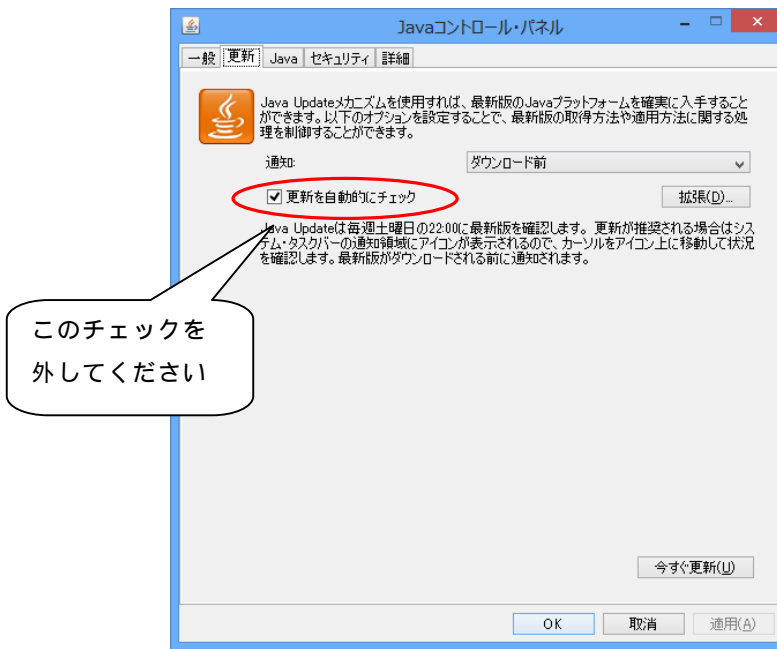 Javaコントロール・パネル
一般 更新 Java セキュリティ 詳細
Java Updateメカニズムを使用すれば、最新版のJavaプラットフォームを確実に入手すること
ができます。以下のオプションを設定することで、最新版の取得方法や適用方法に関する処
理を制御することができます。
通知: ダウンロード前
更新を自動的にチェック 拡張(D)...
Java Updateは毎週土曜日の22:00に最新版を確認します。更新が推奨される場合はシス
テム・タスクバーの通知領域にアイコンが表示されるので、カーソルをアイコン上に移動して状況
を確認します。最新版がダウンロードされる前に通知されます。
このチェックを
外してください
今すぐ更新(U)
OK 取消 適用(A)